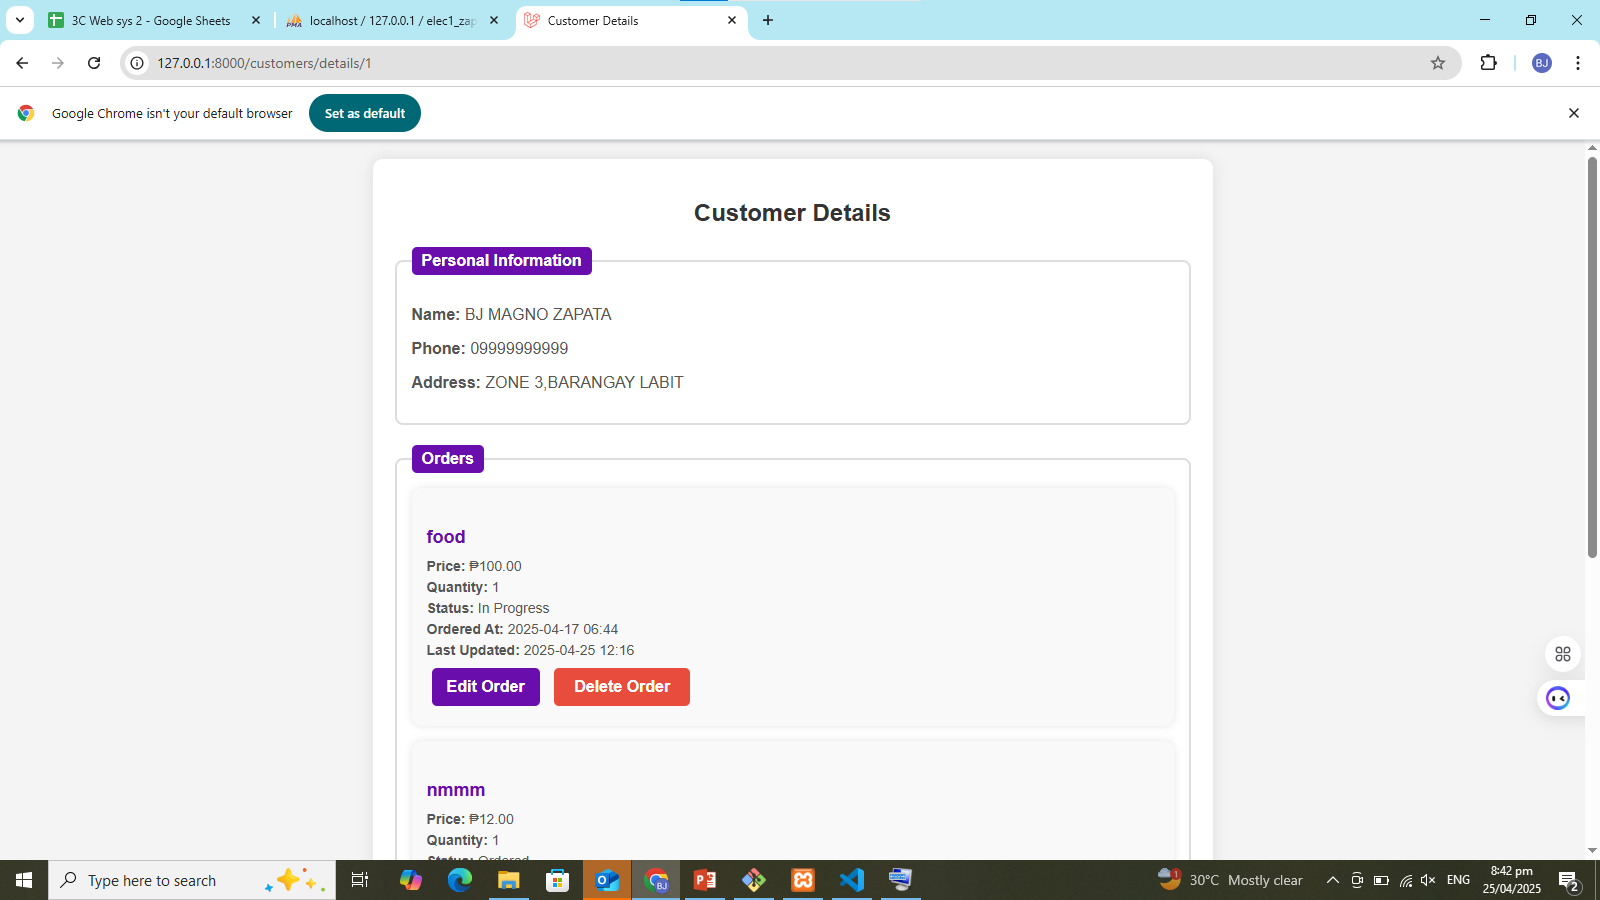 3C Web sys 2 - Google Sheets
localhost / 127.0.0.1 / elec1_zap
Customer Details
127.0.0.1:8000/customers/details/1
BJ
Google Chrome isn't your default browser
Set as default
Customer Details
Personal Information
Name: BJ MAGNO ZAPATA
Phone: 09999999999
Address: ZONE 3,BARANGAY LABIT
Orders
food
Price: ₱100.00
Quantity: 1
Status: In Progress
Ordered At: 2025-04-17 06:44
Last Updated: 2025-04-25 12:16
Edit Order
Delete Order
nmmm
Price: ₱12.00
Quantity: 1
Status: Ordered
Type here to search
1
30°C Mostly clear
ENG
8:42 pm
25/04/2025
2